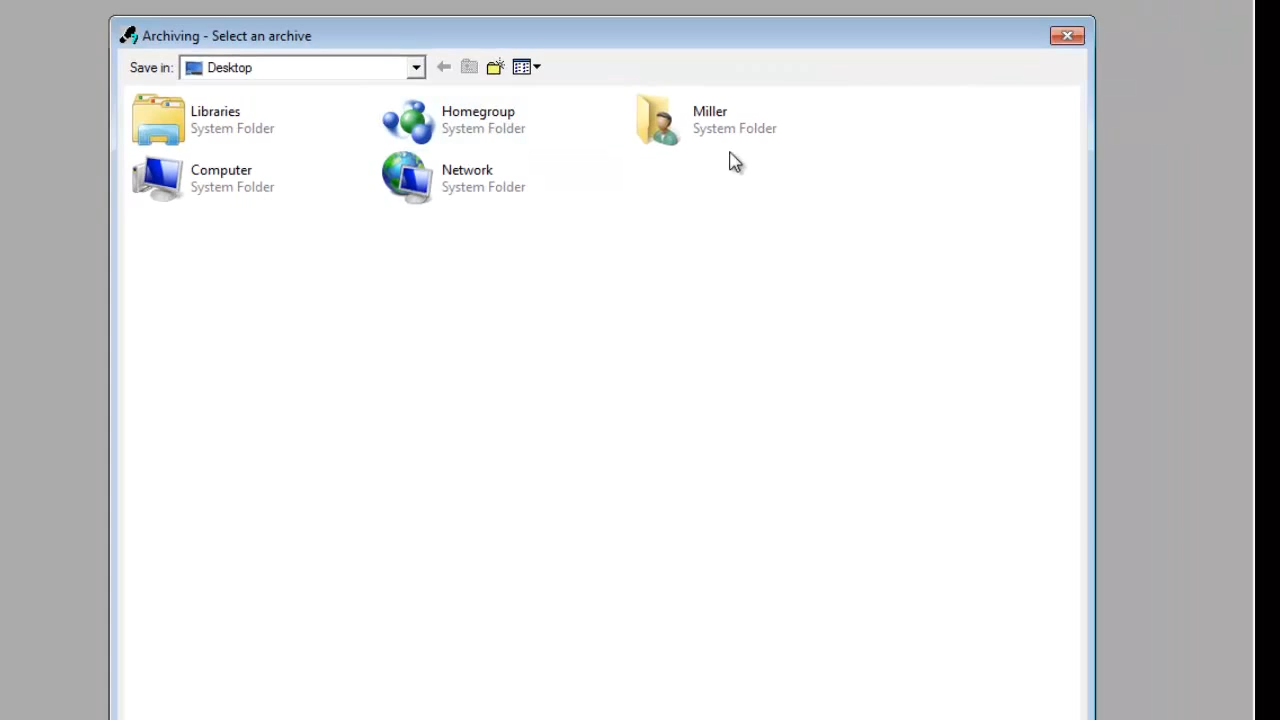 Archiving - Select an archive
Save in: Desktop
Libraries
System Folder
Homegroup
System Folder
Miller
System Folder
Computer
System Folder
Network
System Folder